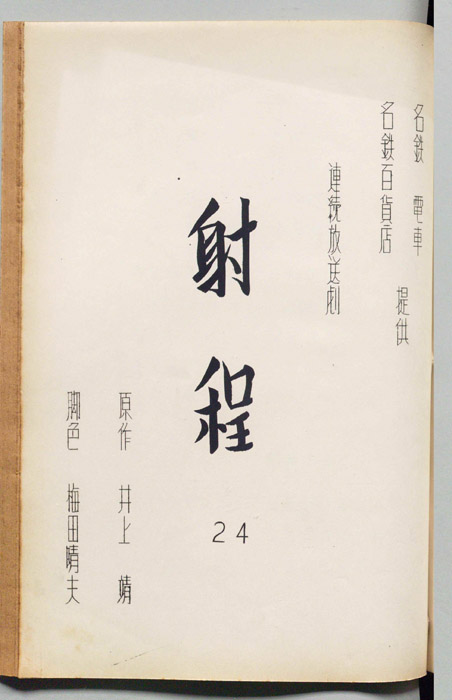 名鉄 電車
名鉄百貨店
提供
連続放送劇
射程
24
原作 井上 靖
脚色 梅田晴夫